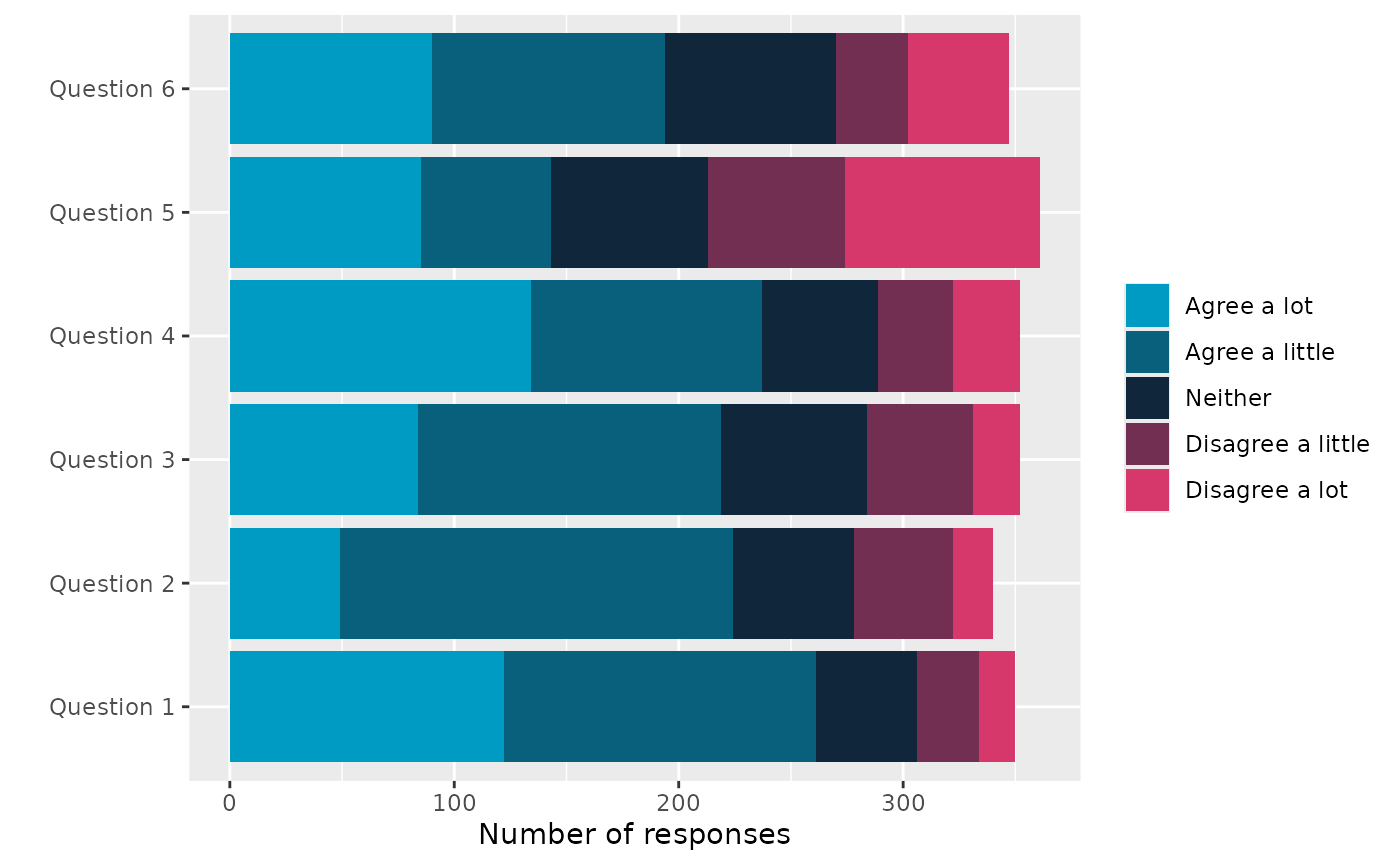 Question 6
Question 5
Question 4
Question 3
Question 2
Question 1
0 100 200 300
Number of responses
Agree a lot
Agree a little
Neither
Disagree a little
Disagree a lot